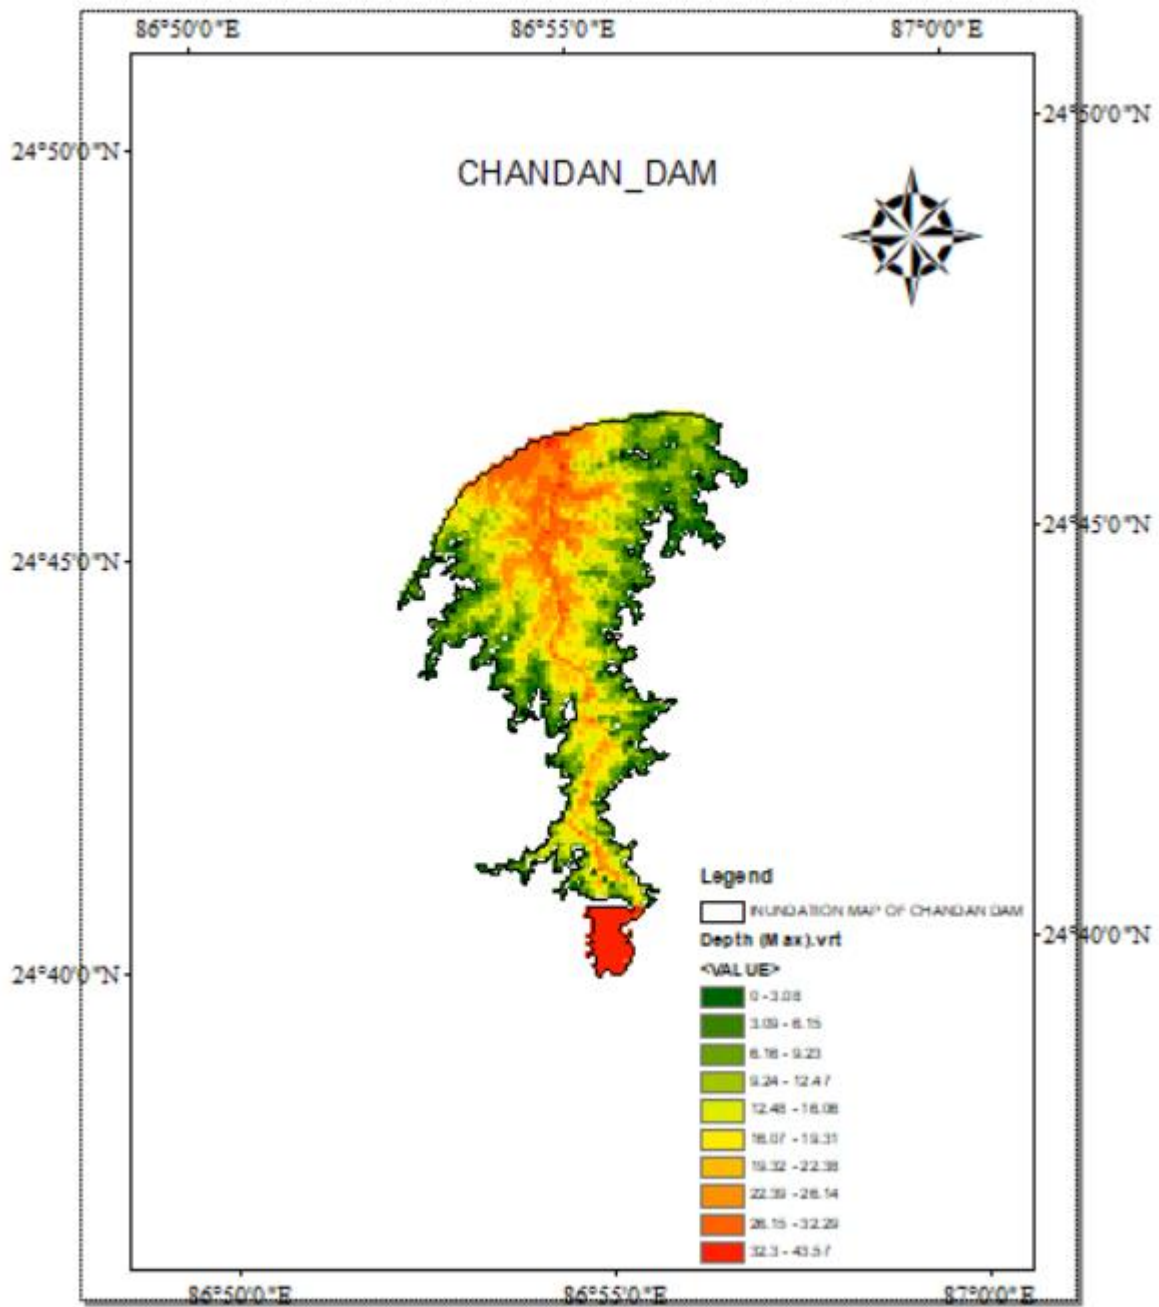 86°50'0"E 86°55'0"E 87°0'0"E
24°50'0"N
24°50'0"N
CHANDAN_DAM
24°45'0"N
24°45'0"N
Legend
INUNDATION MAP OF CHANDAN DAM
Depth (Max).vrt
24°40'0"N
<VALUE>
24°40'0"N
0 - 3.08
3.09 - 6.15
6.16 - 9.23
9.24 - 12.47
12.48 - 16.06
16.07 - 19.31
19.32 - 22.38
22.39 - 26.14
26.15 - 32.29
32.3 - 43.57
86°50'0"E 86°55'0"E 87°0'0"E